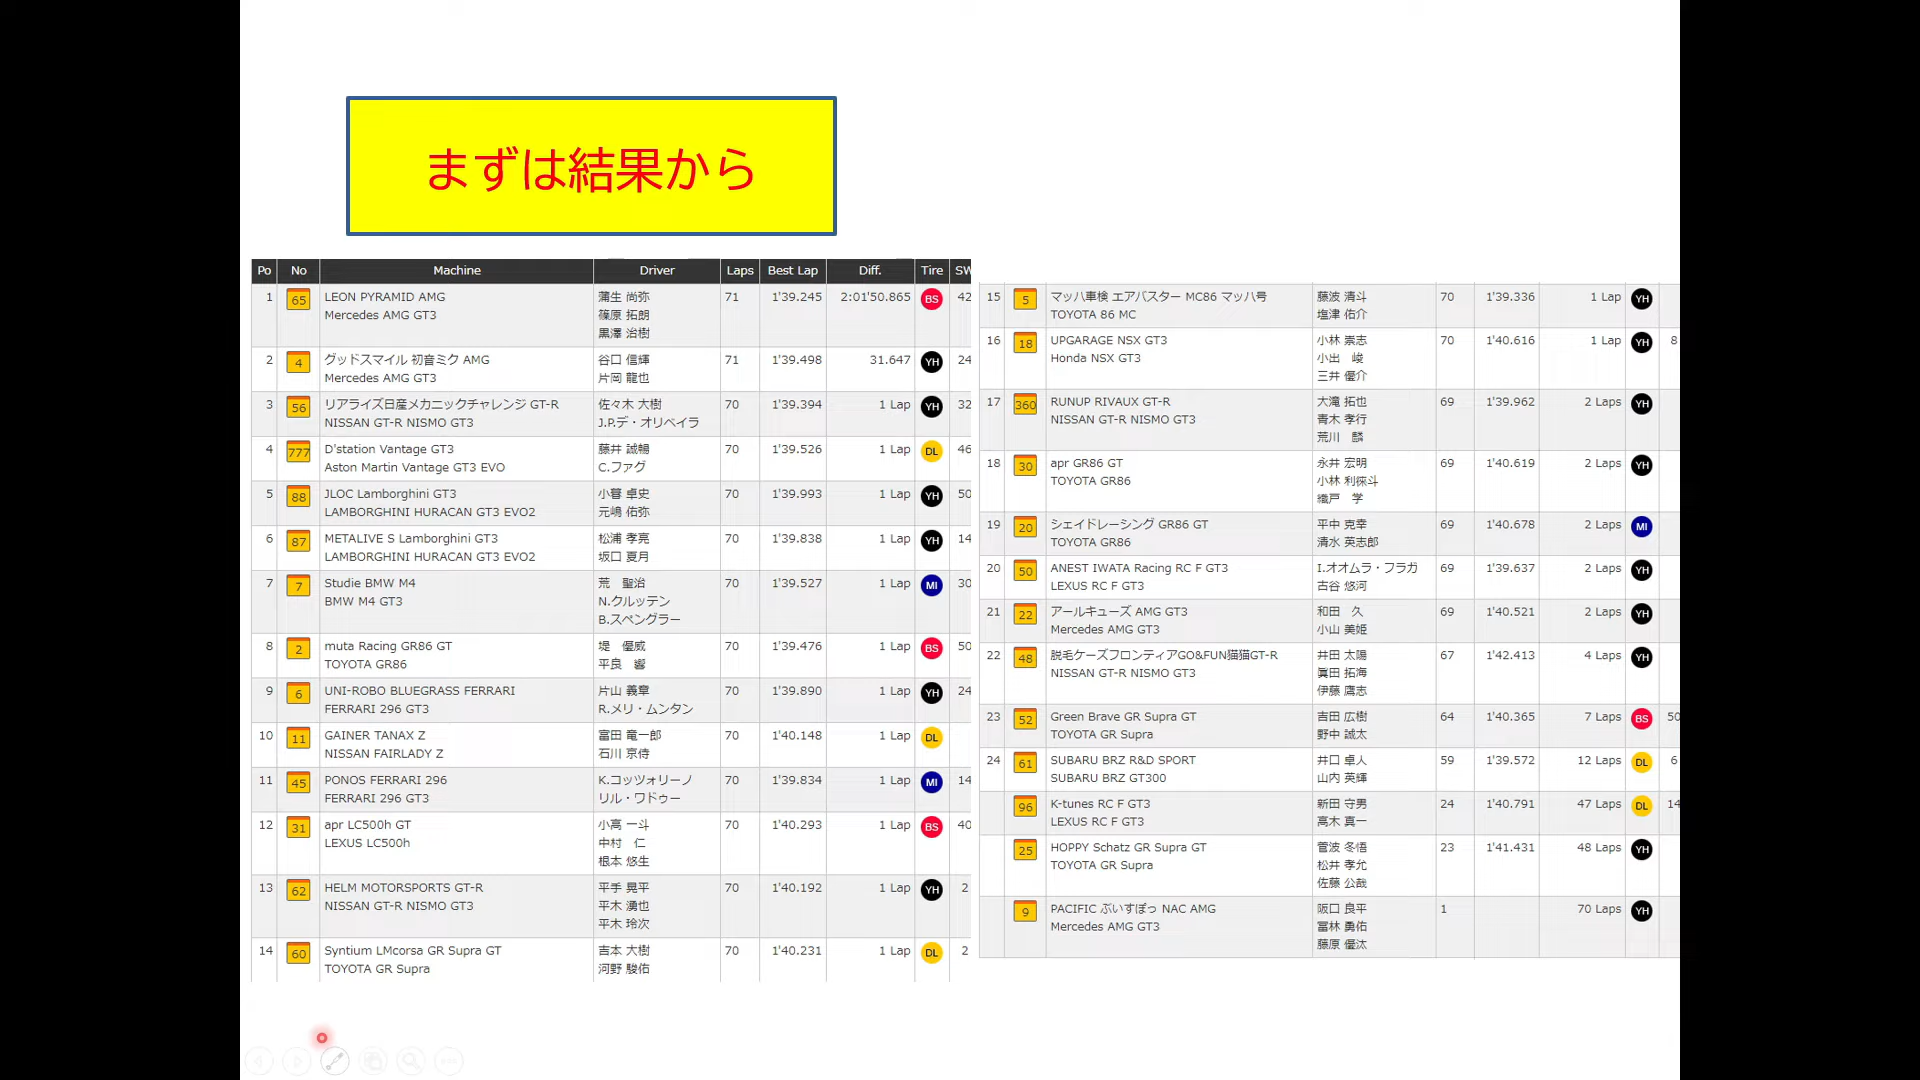 まずは結果から
Po No Machine Driver Laps Best Lap Diff. Tire SW
1 65 LEON PYRAMID AMG 蒲生 尚弥 71 1'39.245 2:01'50.865 BS 42
Mercedes AMG GT3 篠原 拓朗
黒澤 治樹
2 4 グッドスマイル 初音ミク AMG 谷口 信輝 71 1'39.498 31.647 YH 24
Mercedes AMG GT3 片岡 龍也
3 56 リアライズ日産メカニックチャレンジ GT-R 佐々木 大樹 70 1'39.394 1 Lap YH 32
NISSAN GT-R NISMO GT3 J.P.デ・オリベイラ
4 777 D'station Vantage GT3 藤井 誠暢 70 1'39.526 1 Lap DL 46
Aston Martin Vantage GT3 EVO C.ファグ
5 88 JLOC Lamborghini GT3 小暮 卓史 70 1'39.993 1 Lap YH 50
LAMBORGHINI HURACAN GT3 EVO2 元嶋 佑弥
6 87 METALIVE S Lamborghini GT3 松浦 孝亮 70 1'39.838 1 Lap YH 14
LAMBORGHINI HURACAN GT3 EVO2 坂口 夏月
7 7 Studie BMW M4 荒 聖治 70 1'39.527 1 Lap MI 30
BMW M4 GT3 N.クルッテン
B.スペングラー
8 2 muta Racing GR86 GT 堤 優威 70 1'39.476 1 Lap BS 50
TOYOTA GR86 平良 響
9 6 UNI-ROBO BLUEGRASS FERRARI 片山 義章 70 1'39.890 1 Lap YH 24
FERRARI 296 GT3 R.メリ・ムンタン
10 11 GAINER TANAX Z 富田 竜一郎 70 1'40.148 1 Lap DL
NISSAN FAIRLADY Z 石川 京侍
11 45 PONOS FERRARI 296 K.コッツォリーノ 70 1'39.834 1 Lap MI 14
FERRARI 296 GT3 リル・ワドゥー
12 31 apr LC500h GT 小高 一斗 70 1'40.293 1 Lap BS 40
LEXUS LC500h 中村 仁
根本 悠生
13 62 HELM MOTORSPORTS GT-R 平手 晃平 70 1'40.192 1 Lap YH 2
NISSAN GT-R NISMO GT3 平木 湧也
平木 玲次
14 60 Syntium LMcorsa GR Supra GT 吉本 大樹 70 1'40.231 1 Lap DL 2
TOYOTA GR Supra 河野 駿佑
15 5 マッハ車検 エアバスター MC86 マッハ号 藤波 清斗 70 1'39.336 1 Lap YH
TOYOTA 86 MC 塩津 佑介
16 18 UPGARAGE NSX GT3 小林 崇志 70 1'40.616 1 Lap YH 8
Honda NSX GT3 小出 峻
三井 優介
17 360 RUNUP RIVAUX GT-R 大滝 拓也 69 1'39.962 2 Laps YH
NISSAN GT-R NISMO GT3 青木 孝行
荒川 麟
18 30 apr GR86 GT 永井 宏明 69 1'40.619 2 Laps YH
TOYOTA GR86 小林 利徠斗
織戸 学
19 20 シェイドレーシング GR86 GT 平中 克幸 69 1'40.678 2 Laps MI
TOYOTA GR86 清水 英志郎
20 50 ANEST IWATA Racing RC F GT3 I.オオムラ・フラガ 69 1'39.637 2 Laps YH
LEXUS RC F GT3 古谷 悠河
21 22 アールキューズ AMG GT3 和田 久 69 1'40.521 2 Laps YH
Mercedes AMG GT3 小山 美姫
22 48 脱毛ケーズフロンティアGO&FUN猫猫GT-R 井田 太陽 67 1'42.413 4 Laps YH
NISSAN GT-R NISMO GT3 眞田 拓海
伊藤 鷹志
23 52 Green Brave GR Supra GT 吉田 広樹 64 1'40.365 7 Laps BS 50
TOYOTA GR Supra 野中 誠太
24 61 SUBARU BRZ R&D SPORT 井口 卓人 59 1'39.572 12 Laps DL 6
SUBARU BRZ GT300 山内 英輝
96 K-tunes RC F GT3 新田 守男 24 1'40.791 47 Laps DL 14
LEXUS RC F GT3 高木 真一
25 HOPPY Schatz GR Supra GT 菅波 冬悟 23 1'41.431 48 Laps YH
TOYOTA GR Supra 松井 孝允
佐藤 公哉
9 PACIFIC ぶいすぽっ NAC AMG 阪口 良平 1 70 Laps YH
Mercedes AMG GT3 冨林 勇佑
藤原 優汰